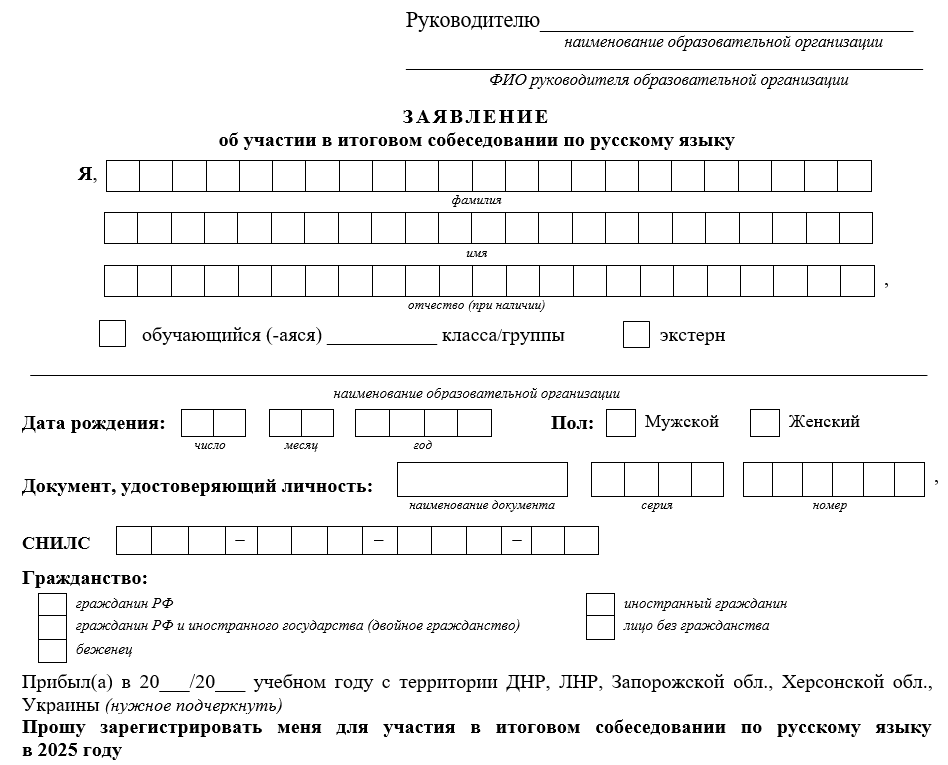 Руководителю
наименование образовательной организации
ФИО руководителя образовательной организации
ЗАЯВЛЕНИЕ
об участии в итоговом собеседовании по русскому языку
Я,
фамилия
имя
,
отчество (при наличии)
обучающийся (-аяся) ___________ класса/группы экстерн
наименование образовательной организации
Дата рождения: Пол: Мужской Женский
число месяц год
Документ, удостоверяющий личность: ,
наименование документа серия номер
СНИЛС – – –
Гражданство:
гражданин РФ иностранный гражданин
гражданин РФ и иностранного государства (двойное гражданство) лицо без гражданства
беженец
Прибыл(а) в 20___/20___ учебном году с территории ДНР, ЛНР, Запорожской обл., Херсонской обл.,
Украины (нужное подчеркнуть)
Прошу зарегистрировать меня для участия в итоговом собеседовании по русскому языку
в 2025 году